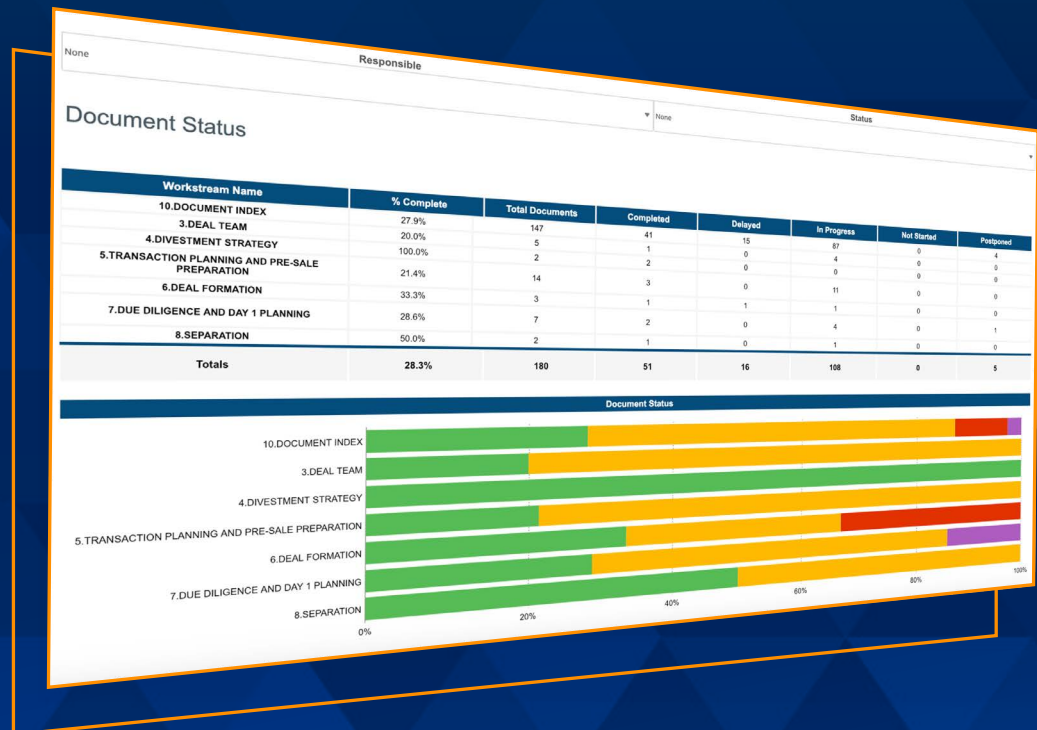 Responsible
None
Status
None
Document Status
Workstream Name % Complete Total Documents Completed Delayed In Progress Not Started Postponed
10.DOCUMENT INDEX 27.9% 147 41 15 87 0 4
3.DEAL TEAM 20.0% 5 1 0 4 0 0
4.DIVESTMENT STRATEGY 100.0% 2 2 0 0 0 0
5.TRANSACTION PLANNING AND PRE-SALE
PREPARATION 21.4% 14 3 0 11 0 0
6.DEAL FORMATION 33.3% 3 1 1 1 0 0
7.DUE DILIGENCE AND DAY 1 PLANNING 28.6% 7 2 0 4 0 1
8.SEPARATION 50.0% 2 1 0 1 0 0
Totals 28.3% 180 51 16 108 0 5
Document Status
10.DOCUMENT INDEX
3.DEAL TEAM
4.DIVESTMENT STRATEGY
5.TRANSACTION PLANNING AND PRE-SALE PREPARATION
6.DEAL FORMATION
7.DUE DILIGENCE AND DAY 1 PLANNING
8.SEPARATION
0% 20% 40% 60% 80% 100%